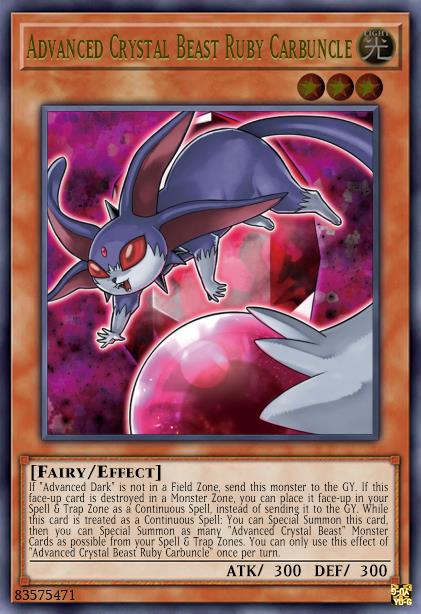 ADVANCED CRYSTAL BEAST RUBY CARBUNCLE
LIGHT
光
[FAIRY/EFFECT]
If "Advanced Dark" is not in a Field Zone, send this monster to the GY. If this
face-up card is destroyed in a Monster Zone, you can place it face-up in your
Spell & Trap Zone as a Continuous Spell, instead of sending it to the GY. While
this card is treated as a Continuous Spell: You can Special Summon this card,
then you can Special Summon as many "Advanced Crystal Beast" Monster
Cards as possible from your Spell & Trap Zones. You can only use this effect of
"Advanced Crystal Beast Ruby Carbuncle" once per turn.
ATK/ 300 DEF/ 300
83575471